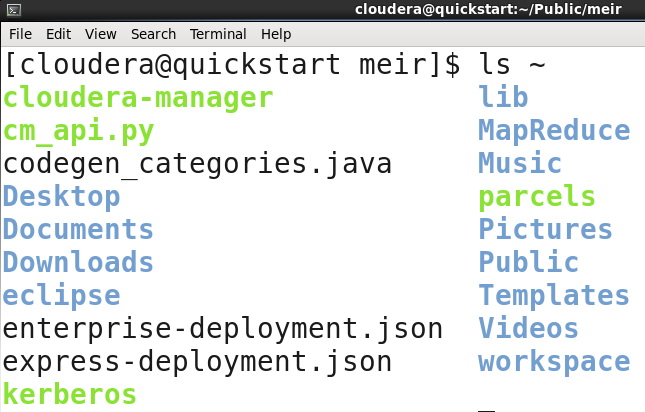 cloudera@quickstart:~/Public/meir
File Edit View Search Terminal Help
[cloudera@quickstart meir]$ ls ~
cloudera-manager lib
cm_api.py MapReduce
codegen_categories.java Music
Desktop parcels
Documents Pictures
Downloads Public
eclipse Templates
enterprise-deployment.json Videos
express-deployment.json workspace
kerberos